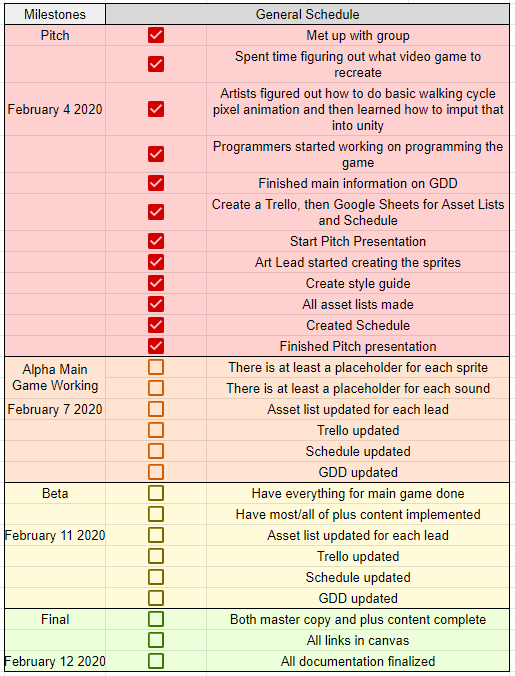 Milestones General Schedule
Pitch Met up with group
Spent time figuring out what video game to
recreate
Artists figured out how to do basic walking cycle
February 4 2020 pixel animation and then learned how to imput that
into unity
Programmers started working on programming the
game
Finished main information on GDD
Create a Trello, then Google Sheets for Asset Lists
and Schedule
Start Pitch Presentation
Art Lead started creating the sprites
Create style guide
All asset lists made
Created Schedule
Finished Pitch presentation
Alpha Main There is at least a placeholder for each sprite
Game Working There is at least a placeholder for each sound
February 7 2020 Asset list updated for each lead
Trello updated
Schedule updated
GDD updated
Beta Have everything for main game done
Have most/all of plus content implemented
February 11 2020 Asset list updated for each lead
Trello updated
Schedule updated
GDD updated
Final Both master copy and plus content complete
All links in canvas
February 12 2020 All documentation finalized